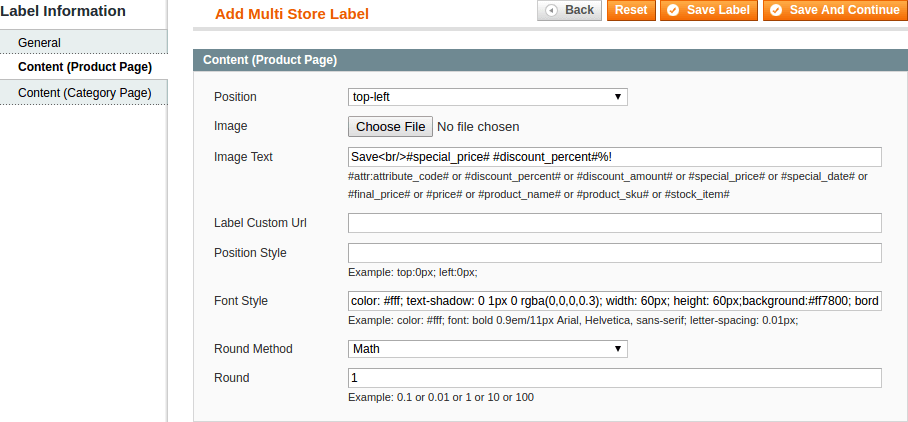 Label Information
General
Content (Product Page)
Content (Category Page)
Add Multi Store Label
Back
Reset
Save Label
Save And Continue
Content (Product Page)
Position
top-left
Image
Choose File No file chosen
Image Text
Save<br/>#special_price# #discount_percent#%!
#attr:attribute_code# or #discount_percent# or #discount_amount# or #special_price# or #special_date# or
#final_price# or #price# or #product_name# or #product_sku# or #stock_item#
Label Custom Url
Position Style
Example: top:0px; left:0px;
Font Style
color: #fff; text-shadow: 0 1px 0 rgba(0,0,0,0.3); width: 60px; height: 60px;background:#ff7800; bord
Example: color: #fff; font: bold 0.9em/11px Arial, Helvetica, sans-serif; letter-spacing: 0.01px;
Round Method
Math
Round
1
Example: 0.1 or 0.01 or 1 or 10 or 100